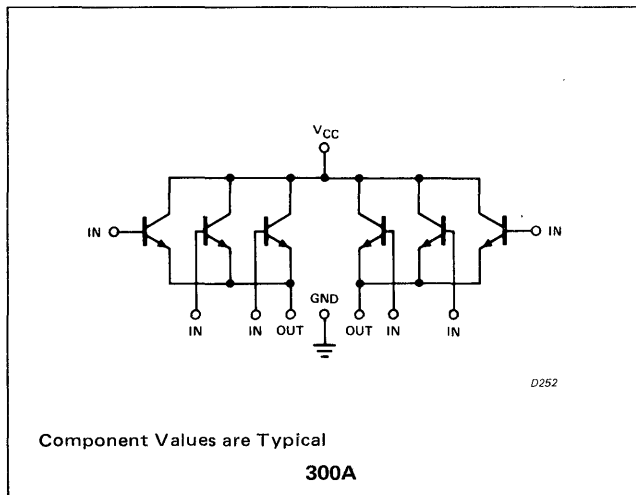 VCC
IN IN
GND
IN IN OUT OUT IN IN
D252
Component Values are Typical
300A